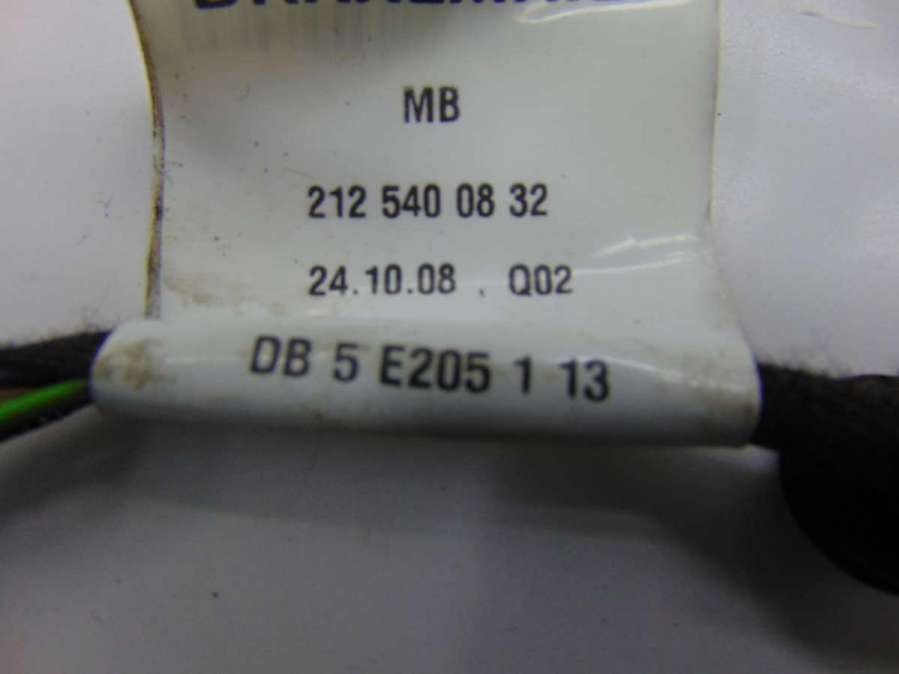 MB
212 540 08 32
24.10.08 . Q02
DB 5 E205 1 13